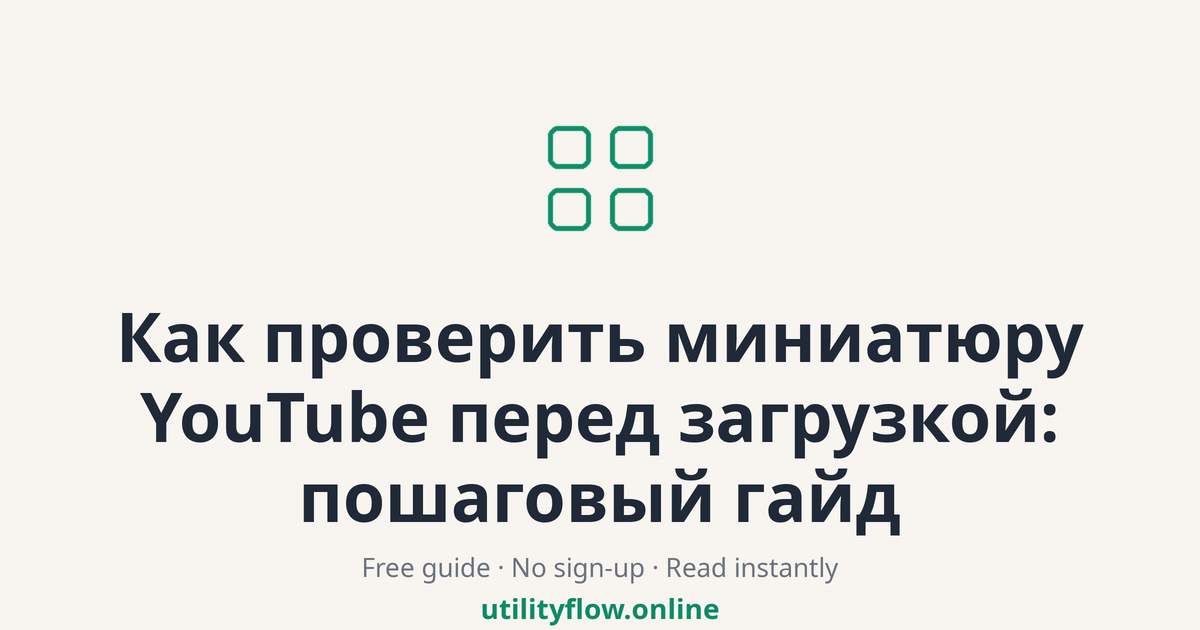 Как проверить миниатюру
YouTube перед загрузкой:
пошаговый гайд
Free guide · No sign-up · Read instantly
utilityflow.online